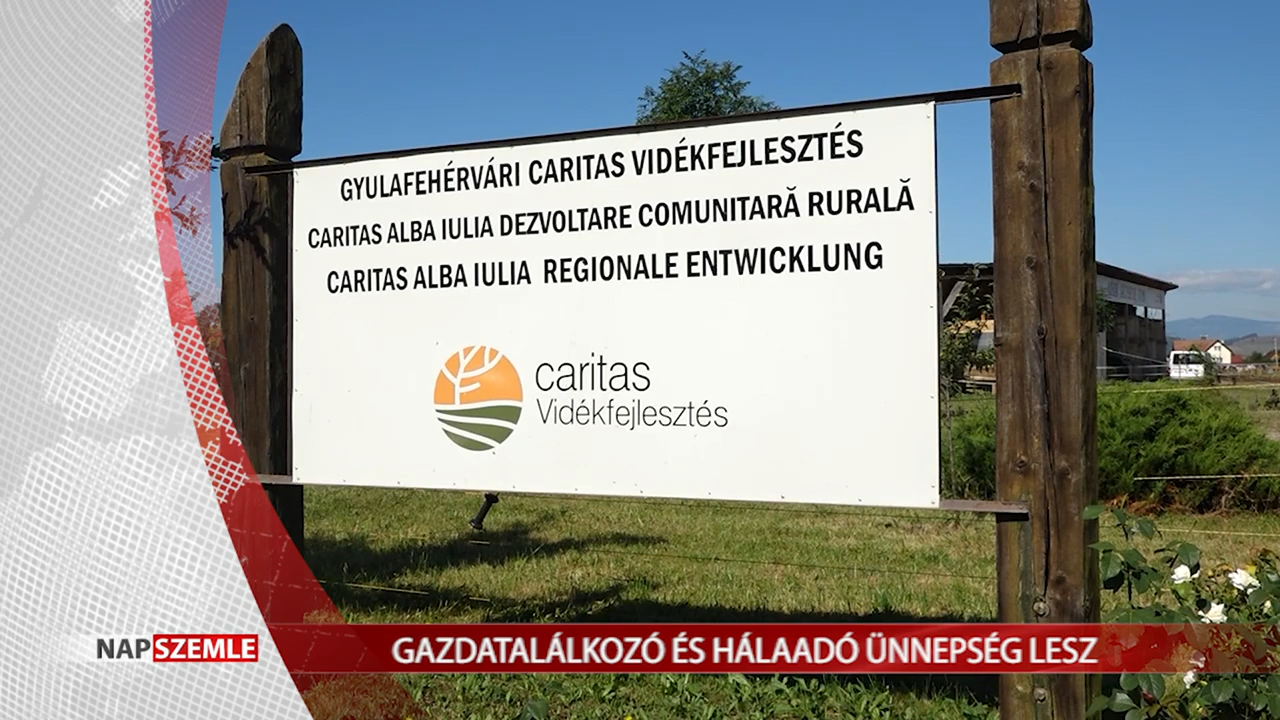 GYULAFEHÉRVÁRI CARITAS VIDÉKFEJLESZTÉS
CARITAS ALBA IULIA DEZVOLTARE COMUNITARĂ RURALĂ
CARITAS ALBA IULIA REGIONALE ENTWICKLUNG
caritas
Vidékfejlesztés
NAPSZEMLE
GAZDATALÁLKOZÓ ÉS HÁLAADÓ ÜNNEPSÉG LESZ